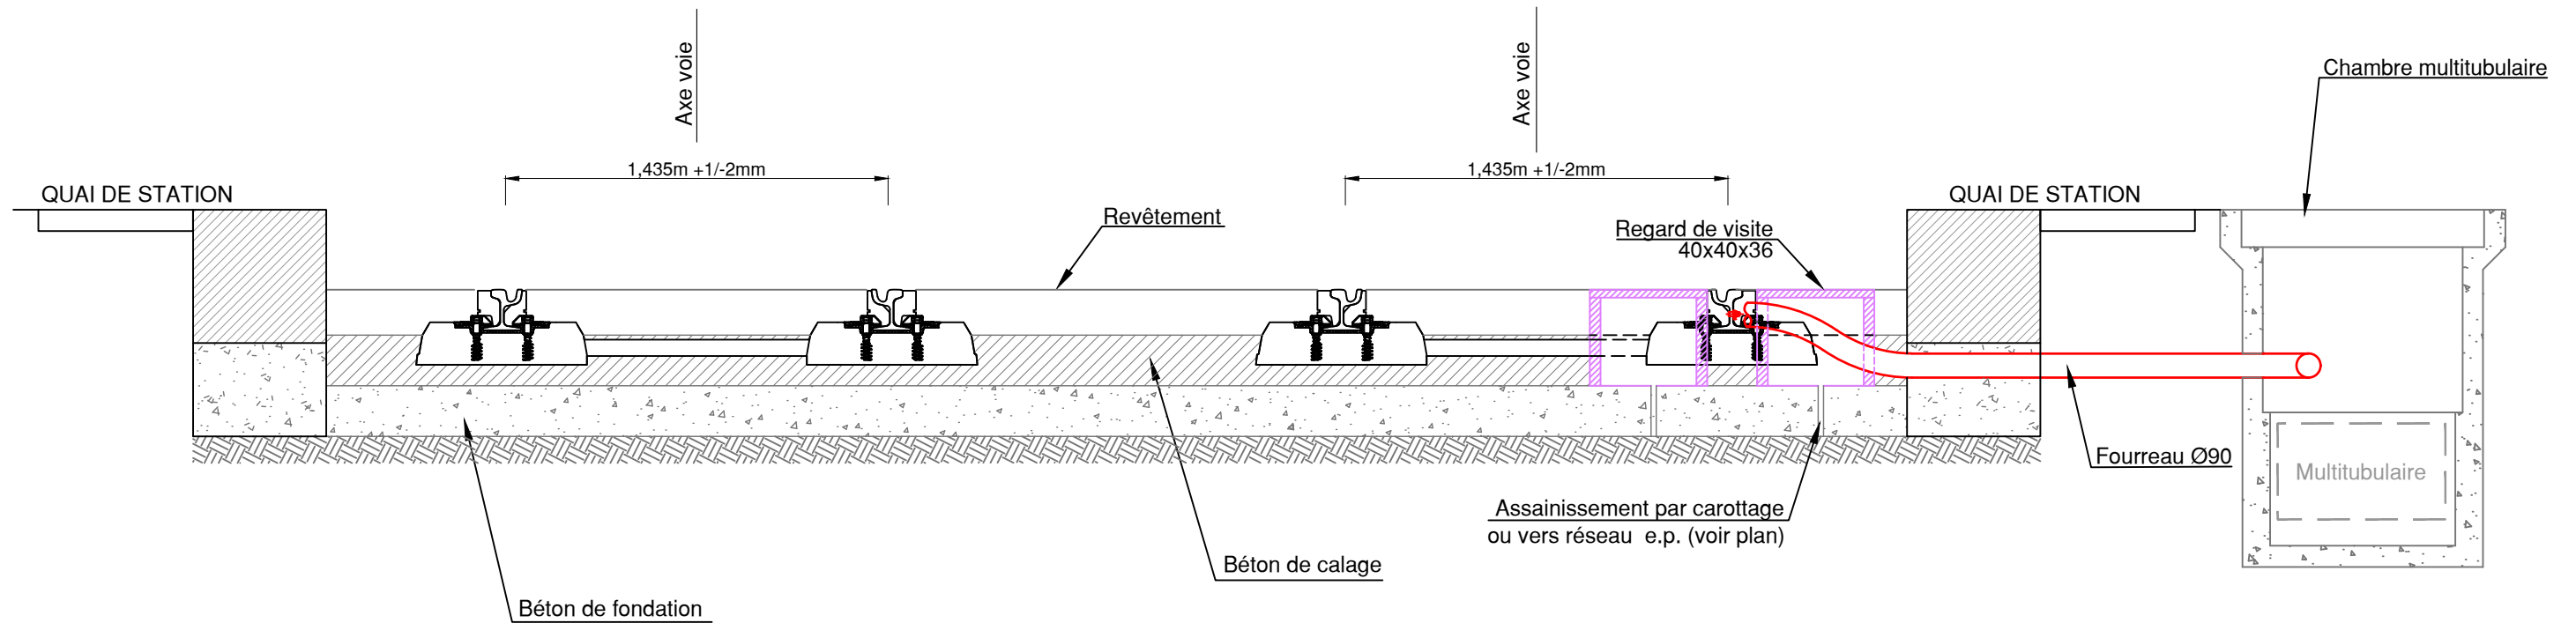 Axe voie
Axe voie
Chambre multitubulaire
1,435m +1/-2mm
1,435m +1/-2mm
QUAI DE STATION
QUAI DE STATION
Revêtement
Regard de visite
40x40x36
Fourreau Ø90
Multitubulaire
Assainissement par carottage
ou vers réseau e.p. (voir plan)
Béton de calage
Béton de fondation